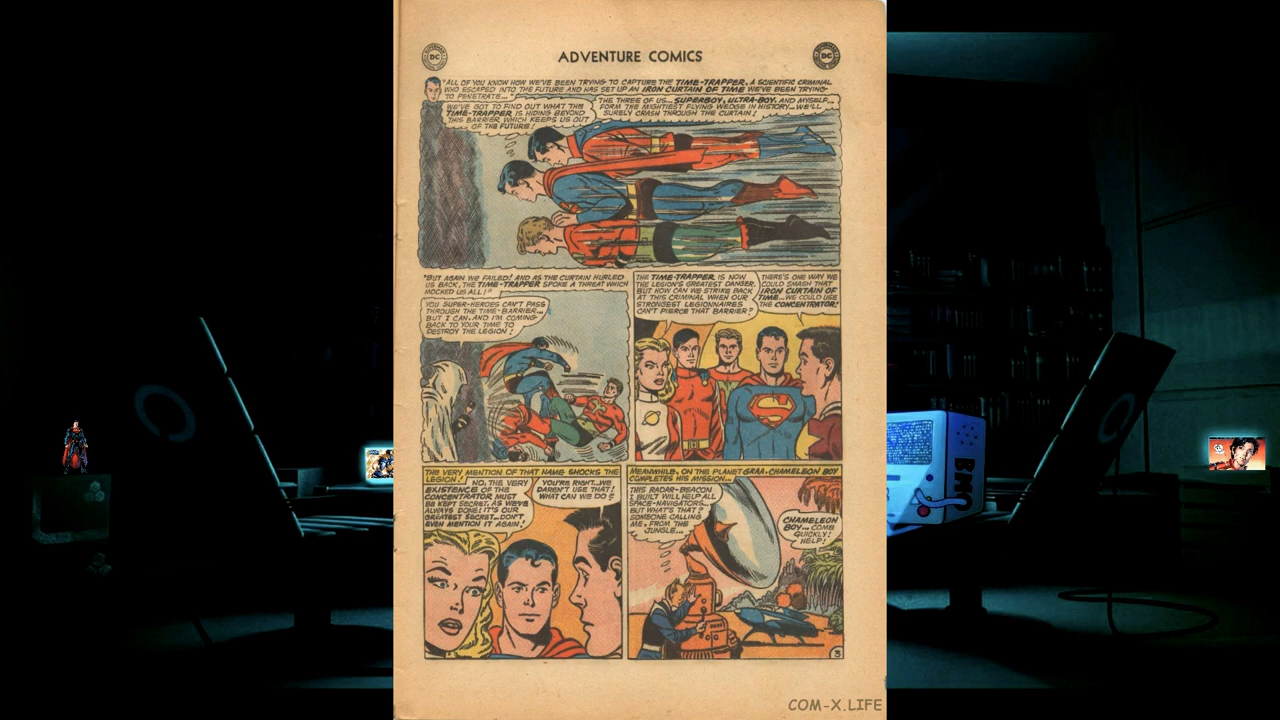 ADVENTURE COMICS
"ALL OF YOU KNOW HOW WE'VE BEEN TRYING TO CAPTURE THE TIME-TRAPPER, A SCIENTIFIC CRIMINAL
WHO ESCAPED INTO THE FUTURE AND HAS SET UP AN IRON CURTAIN OF TIME WE'VE BEEN TRYING
TO PENETRATE..."
WE'VE GOT TO FIND OUT WHAT THE
TIME-TRAPPER IS HIDING BEYOND
THIS BARRIER WHICH KEEPS US OUT
OF THE FUTURE!
THE THREE OF US... SUPERBOY, ULTRA-BOY, AND MYSELF...
FORM THE MIGHTIEST FLYING WEDGE IN HISTORY... WE'LL
SURELY CRASH THROUGH THE CURTAIN!
"BUT AGAIN WE FAILED! AND AS THE CURTAIN HURLED
US BACK, THE TIME-TRAPPER SPOKE A THREAT WHICH
MOCKED US ALL!"
YOU SUPER-HEROES CAN'T PASS
THROUGH THE TIME-BARRIER...
BUT I CAN, AND I'M COMING
BACK TO YOUR TIME TO
DESTROY THE LEGION!
THE TIME-TRAPPER IS NOW
THE LEGION'S GREATEST DANGER.
BUT HOW CAN WE STRIKE BACK
AT THIS CRIMINAL WHEN OUR
STRONGEST LEGIONNAIRES
CAN'T PIERCE THAT BARRIER?
THERE'S ONE WAY WE
COULD SMASH THAT
IRON CURTAIN OF
TIME... WE COULD USE
THE CONCENTRATOR!
THE VERY MENTION OF THAT NAME SHOCKS THE
LEGION!
NO, THE VERY
EXISTENCE OF THE
CONCENTRATOR MUST
BE KEPT SECRET, AS WE'VE
ALWAYS DONE! IT'S OUR
GREATEST SECRET... DON'T
EVEN MENTION IT AGAIN!
YOU'RE RIGHT... WE
DAREN'T USE THAT!
WHAT CAN WE DO?
MEANWHILE, ON THE PLANET GRAA, CHAMELEON BOY
COMPLETES HIS MISSION...
THIS RADAR-BEACON
I BUILT WILL HELP ALL
SPACE-NAVIGATORS...
BUT WHAT'S THAT?
SOMEONE CALLING
ME, FROM THE
JUNGLE...
CHAMELEON
BOY... COME
QUICKLY!
HELP!
3
COM-X.LIFE